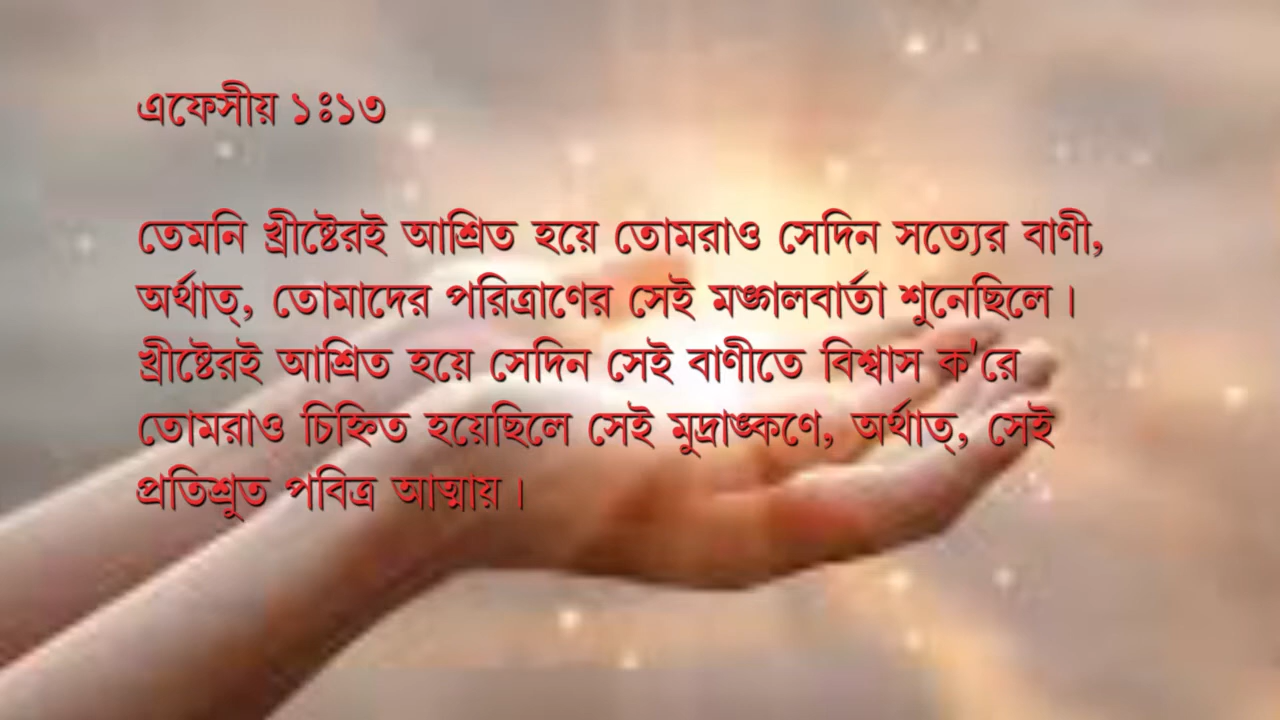 এফেসীয় ১ঃ১৩
তেমনি খ্রীষ্টেরই আশ্রিত হয়ে তোমরাও সেদিন সত্যের বাণী,
অর্থাত্, তোমাদের পরিত্রাণের সেই মঙ্গলবার্তা শুনেছিলে।
খ্রীষ্টেরই আশ্রিত হয়ে সেদিন সেই বাণীতে বিশ্বাস ক'রে
তোমরাও চিহ্নিত হয়েছিলে সেই মুদ্রাঙ্কণে, অর্থাত্, সেই
প্রতিশ্রুত পবিত্র আত্মায়।